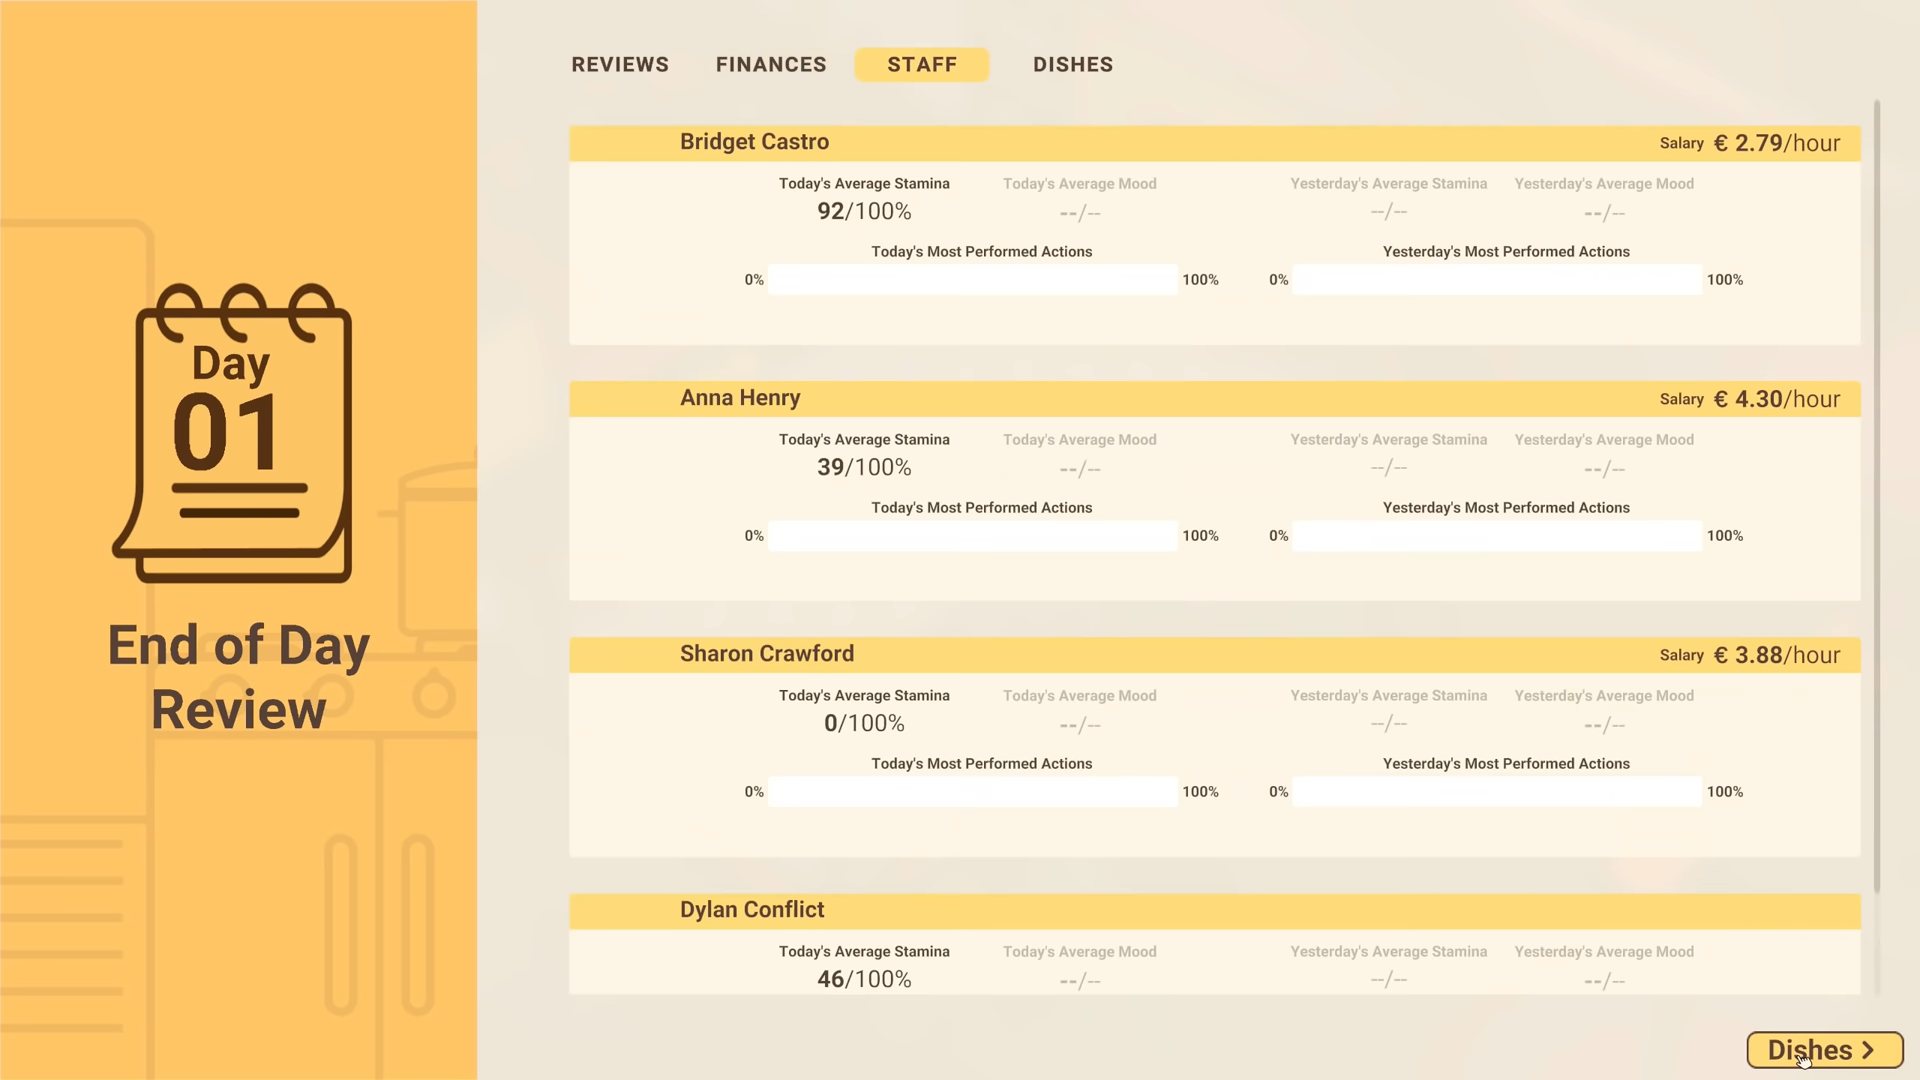 REVIEWS FINANCES STAFF DISHES
Day
01
End of Day
Review
Bridget Castro Salary € 2.79/hour
Today's Average Stamina Today's Average Mood Yesterday's Average Stamina Yesterday's Average Mood
92/100% --/-- --/-- --/--
Today's Most Performed Actions Yesterday's Most Performed Actions
0% 100% 0% 100%
Anna Henry Salary € 4.30/hour
Today's Average Stamina Today's Average Mood Yesterday's Average Stamina Yesterday's Average Mood
39/100% --/-- --/-- --/--
Today's Most Performed Actions Yesterday's Most Performed Actions
0% 100% 0% 100%
Sharon Crawford Salary € 3.88/hour
Today's Average Stamina Today's Average Mood Yesterday's Average Stamina Yesterday's Average Mood
0/100% --/-- --/-- --/--
Today's Most Performed Actions Yesterday's Most Performed Actions
0% 100% 0% 100%
Dylan Conflict
Today's Average Stamina Today's Average Mood Yesterday's Average Stamina Yesterday's Average Mood
46/100% --/-- --/-- --/--
Dishes >